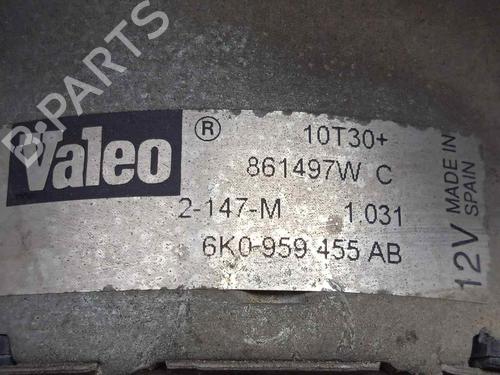 B-PARTS
Valeo ®
10T30+
861497W C
2-147-M 1.031
6K0-959 455 AB
12V MADE IN
SPAIN